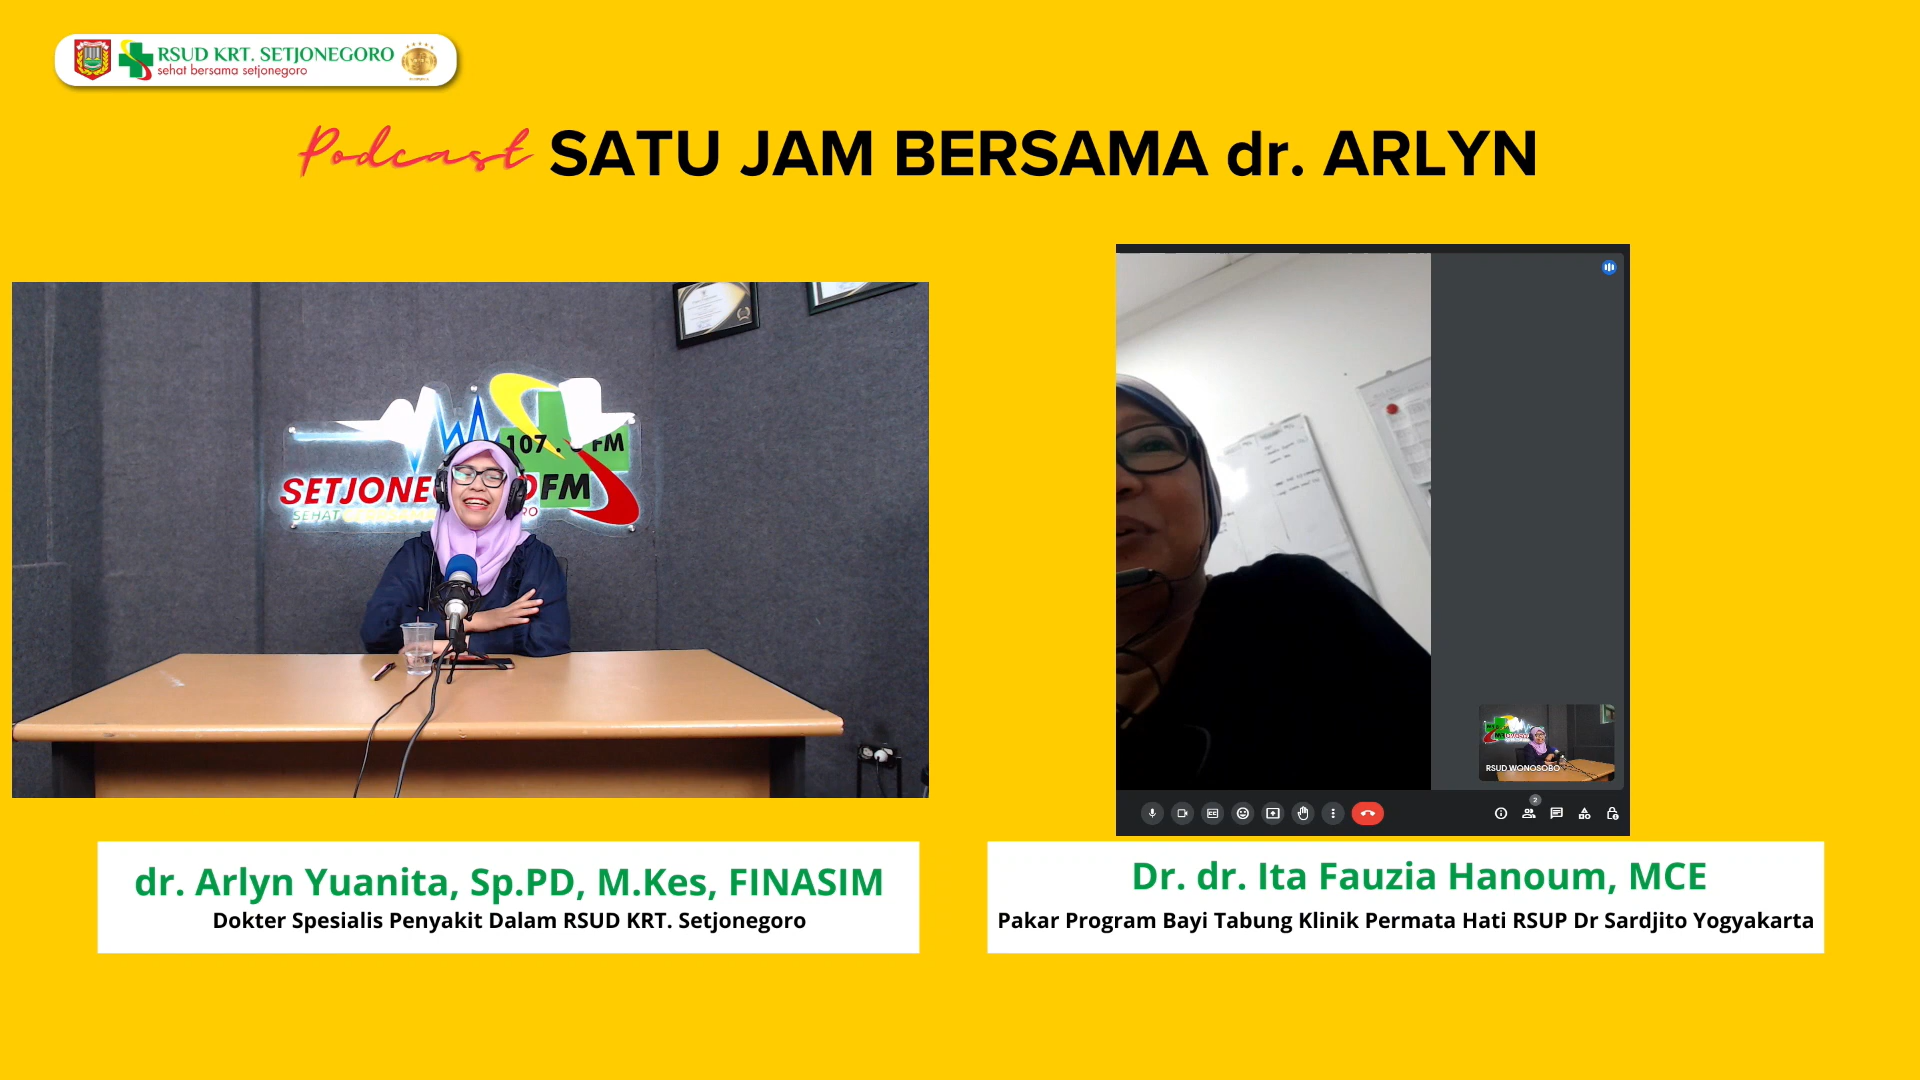 RSUD KRT. SETJONEGORO
sehat bersama setjonegoro
Podcast SATU JAM BERSAMA dr. ARLYN
107. FM
SETJONE FM
SEHAT
RSUD WONOSOBO
2
dr. Arlyn Yuanita, Sp.PD, M.Kes, FINASIM
Dokter Spesialis Penyakit Dalam RSUD KRT. Setjonegoro
Dr. dr. Ita Fauzia Hanoum, MCE
Pakar Program Bayi Tabung Klinik Permata Hati RSUP Dr Sardjito Yogyakarta